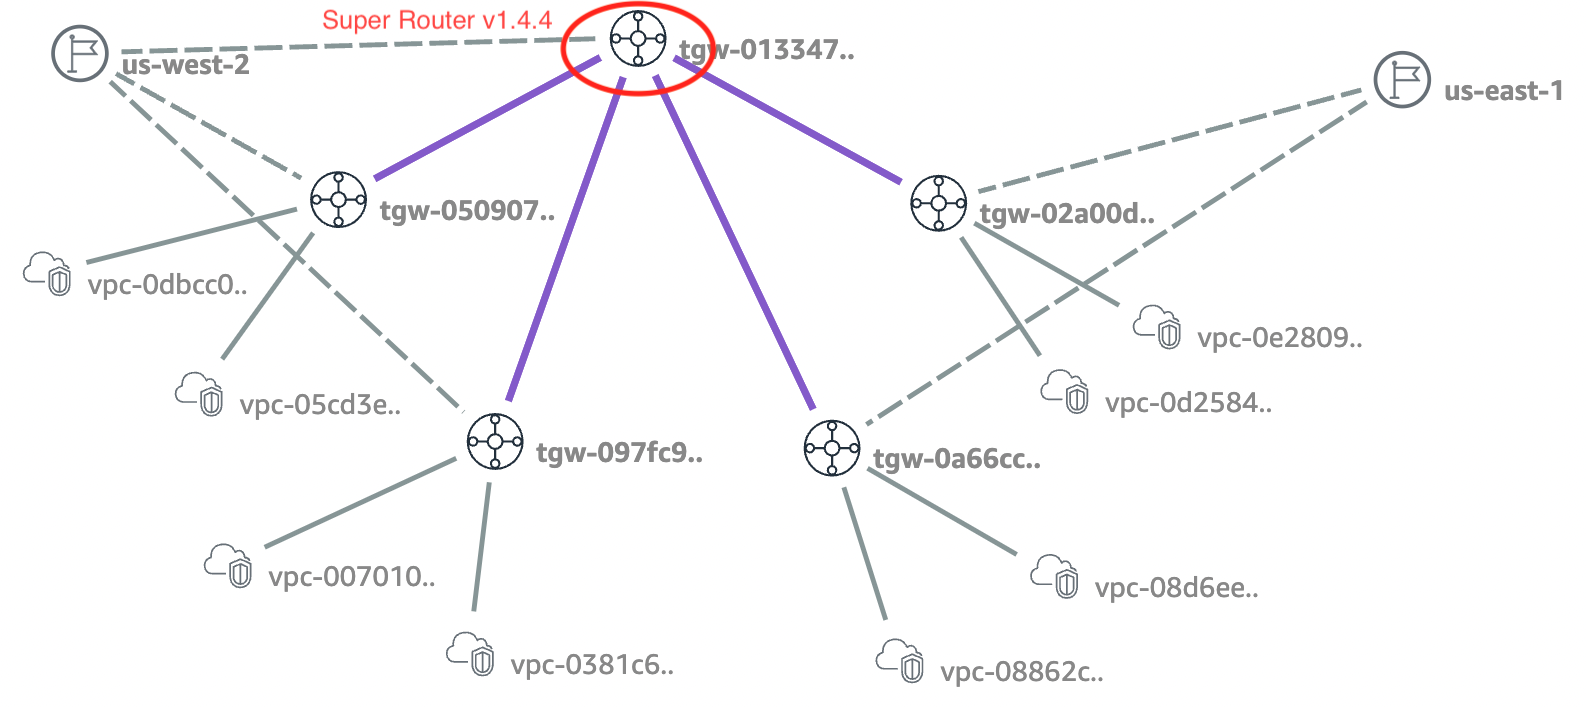 Super Router v1.4.4
us-west-2
tgw-013347..
us-east-1
tgw-050907..
tgw-02a00d..
vpc-0dbcc0..
vpc-0e2809..
vpc-05cd3e..
vpc-0d2584..
tgw-097fc9..
tgw-0a66cc..
vpc-007010..
vpc-08d6ee..
vpc-0381c6..
vpc-08862c..